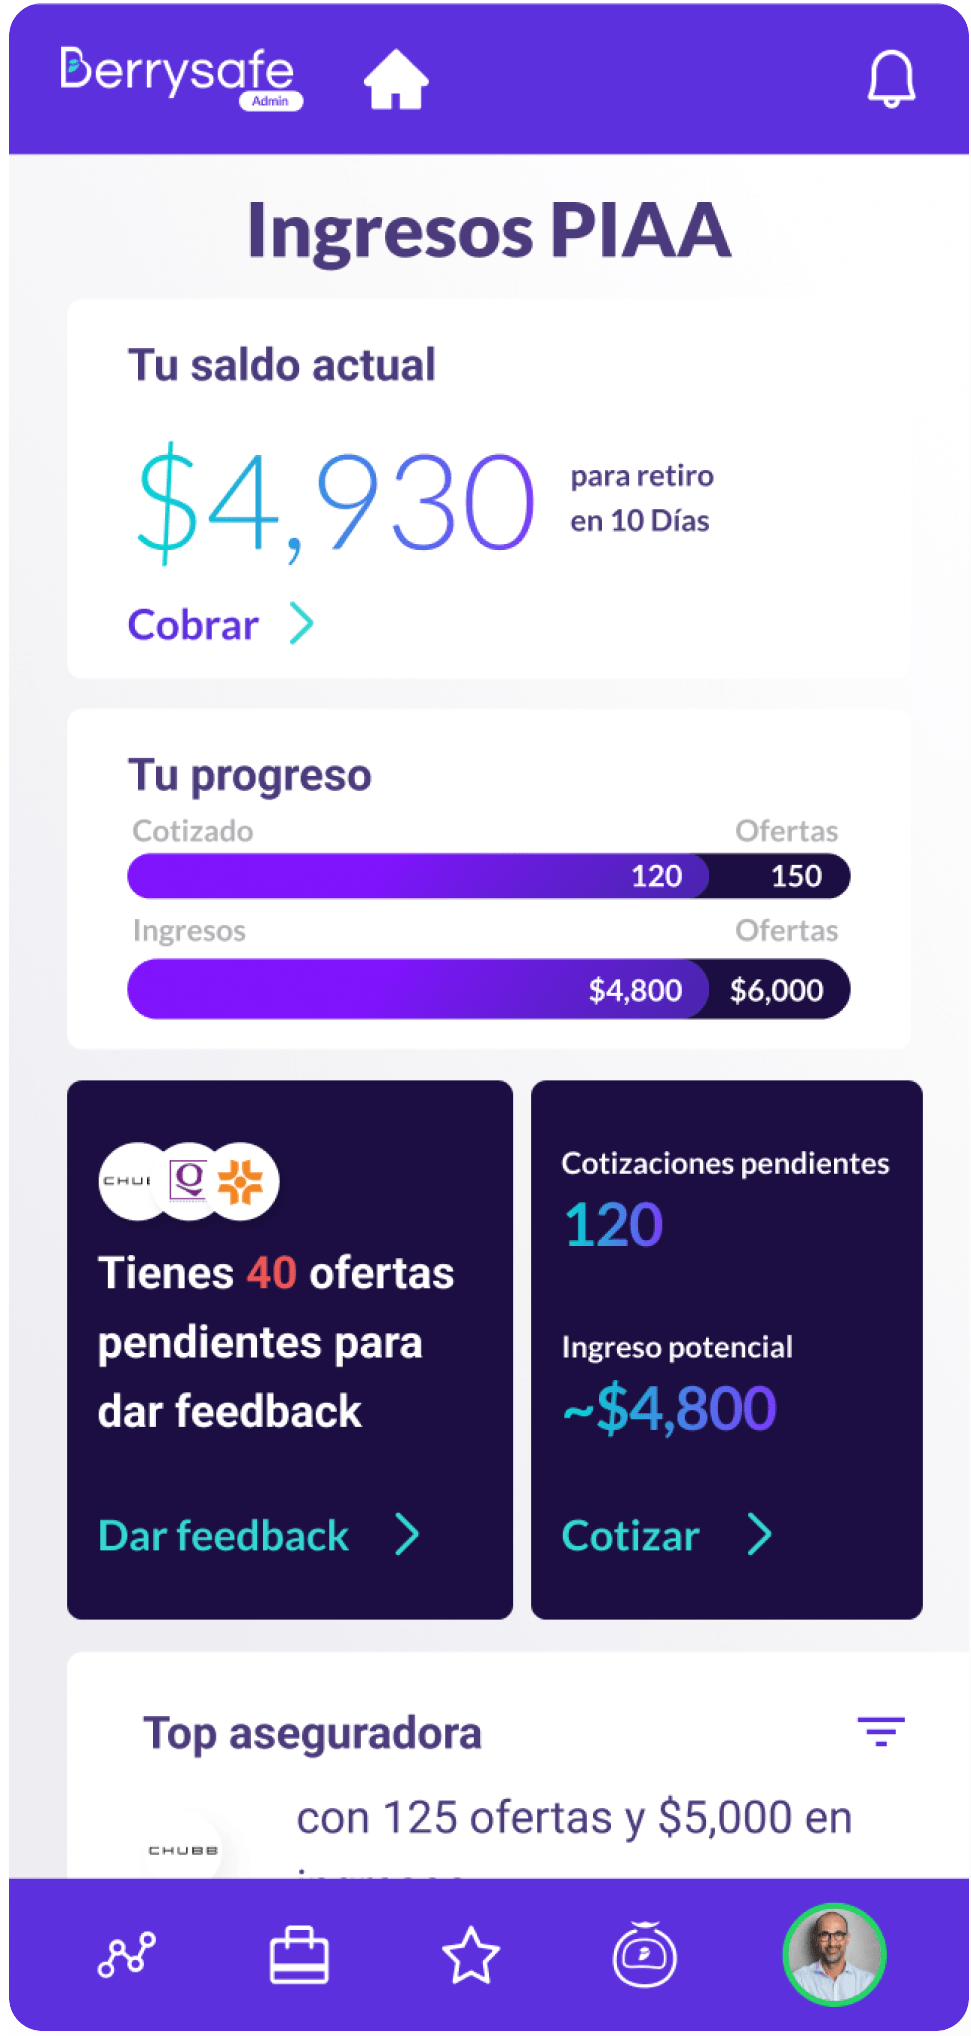 Berrysafe
Admin
Ingresos PIAA
Tu saldo actual
$4,930
para retiro
en 10 Días
Cobrar
Tu progreso
Cotizado Ofertas
120 150
Ingresos Ofertas
$4,800 $6,000
CHU
Q
Tienes 40 ofertas
pendientes para
dar feedback
Dar feedback
Cotizaciones pendientes
120
Ingreso potencial
~$4,800
Cotizar
Top aseguradora
con 125 ofertas y $5,000 en
CHUBB